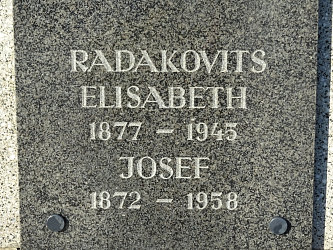 RADAKOVITS
ELISABETH
1877 – 1945
JOSEF
1872 – 1958